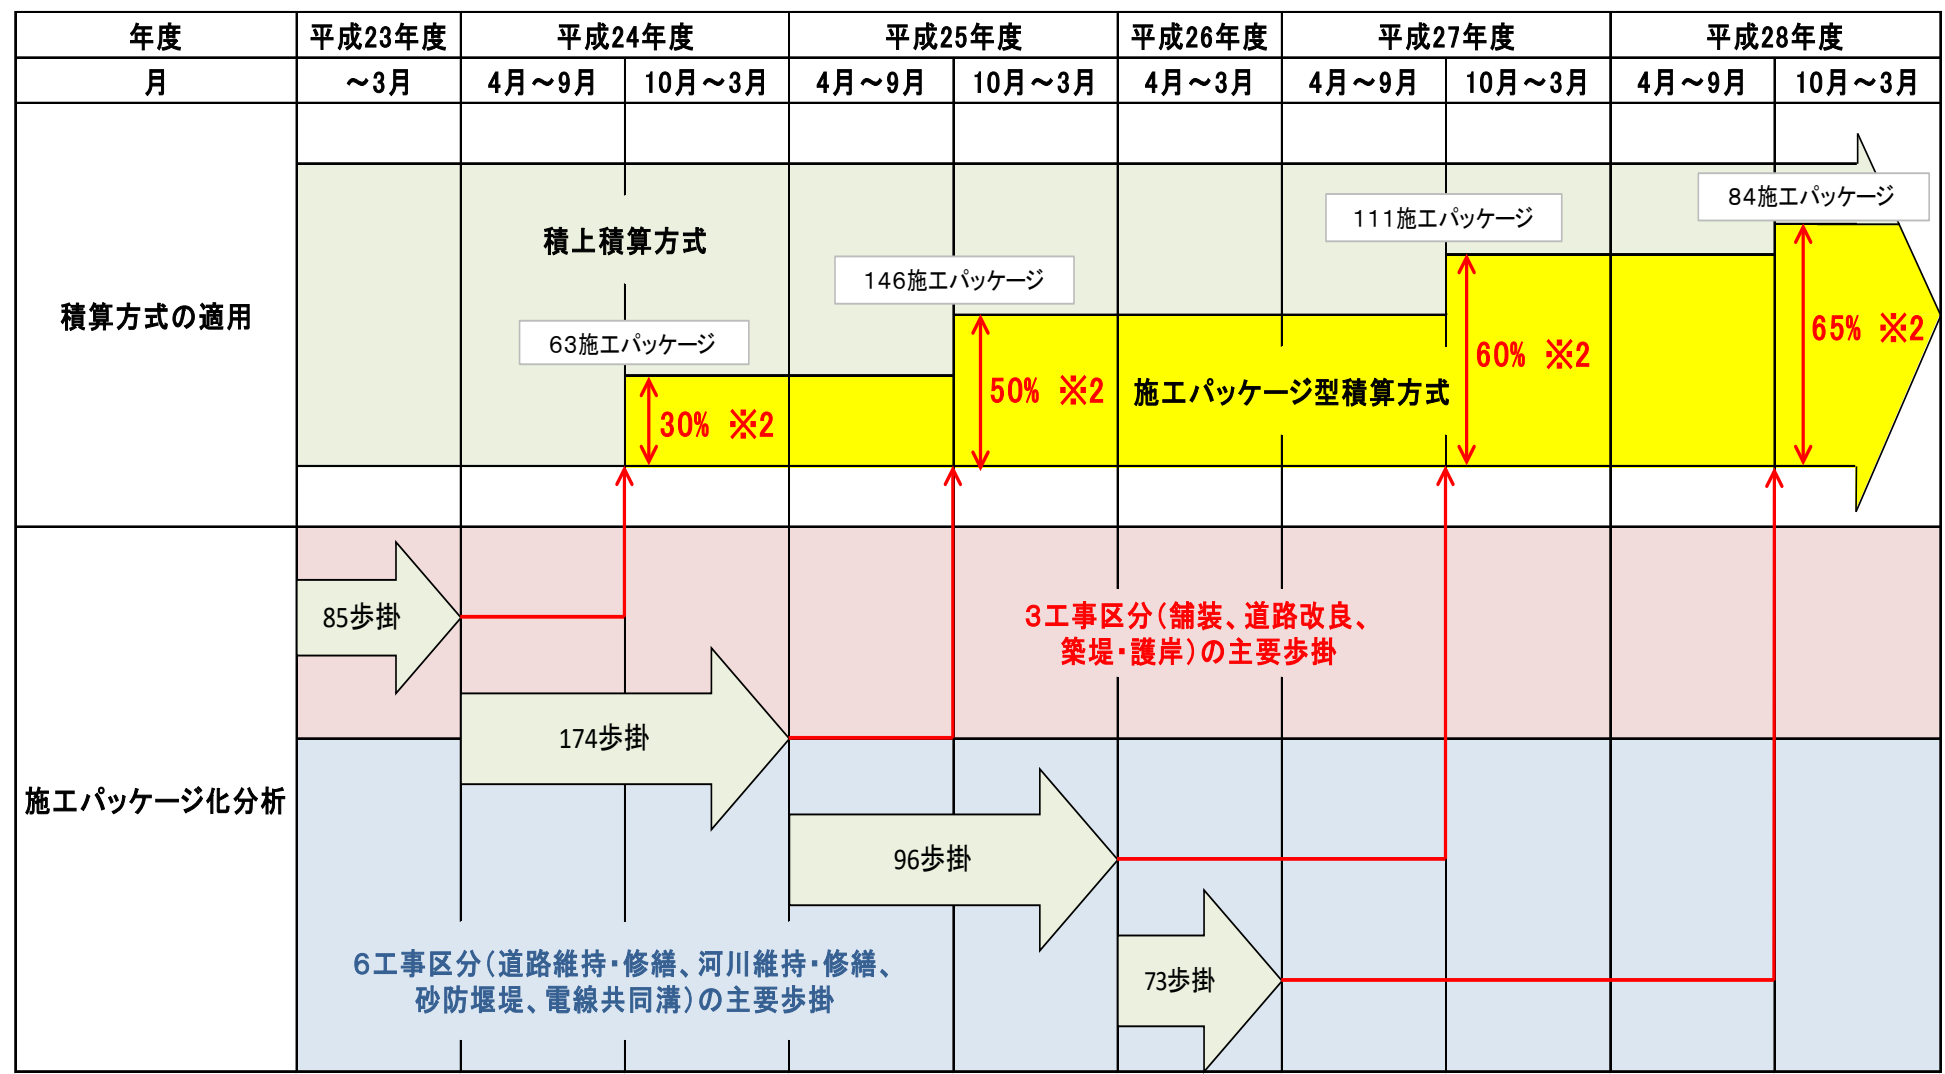 年度 平成23年度 平成24年度 平成25年度 平成26年度 平成27年度 平成28年度
月 ～3月 4月～9月 10月～3月 4月～9月 10月～3月 4月～3月 4月～9月 10月～3月 4月～9月 10月～3月
積算方式の適用
積上積算方式
63施工パッケージ
146施工パッケージ
111施工パッケージ
84施工パッケージ
30% ※2
50% ※2
施工パッケージ型積算方式
60% ※2
65% ※2
施工パッケージ化分析
85歩掛
174歩掛
96歩掛
73歩掛
3工事区分(舗装、道路改良、
築堤・護岸)の主要歩掛
6工事区分(道路維持・修繕、河川維持・修繕、
砂防堰堤、電線共同溝)の主要歩掛